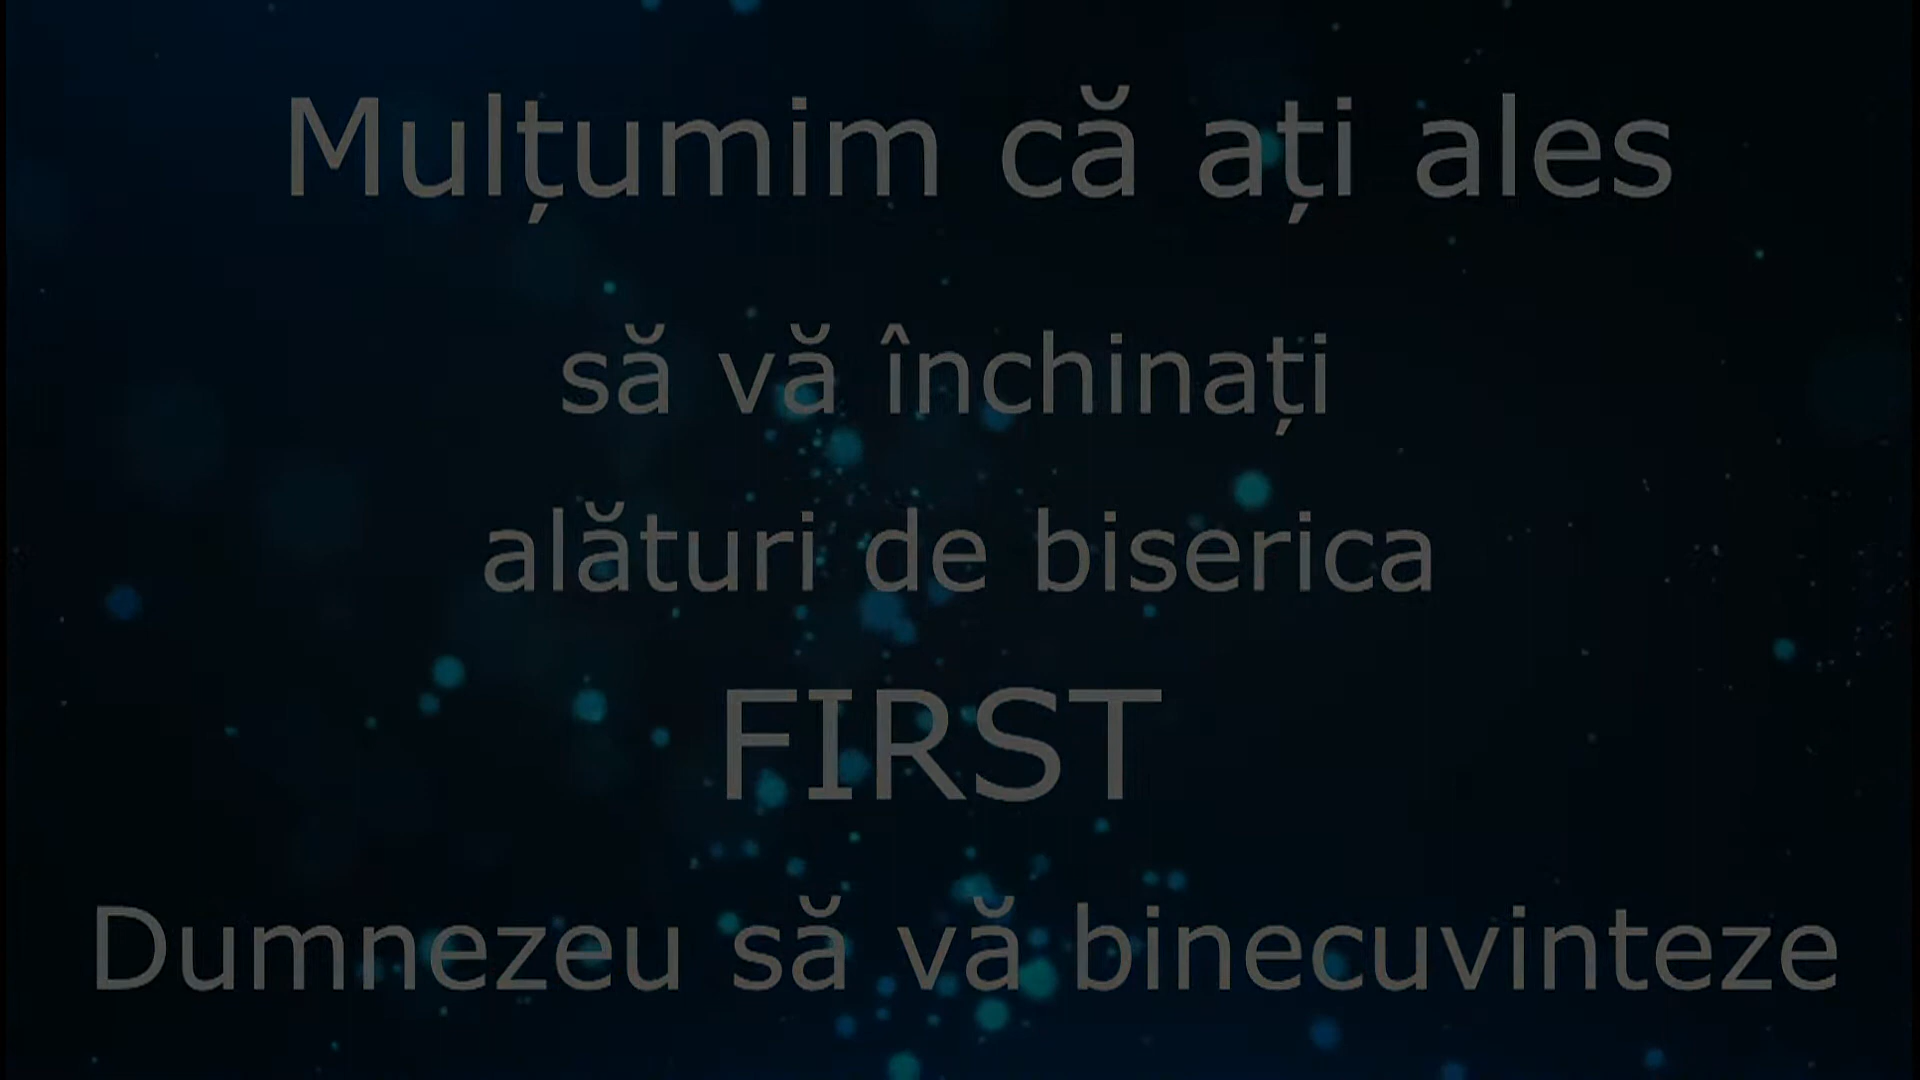 Mulțumim că ați ales
să vă închinați
alături de biserica
FIRST
Dumnezeu să vă binecuvinteze